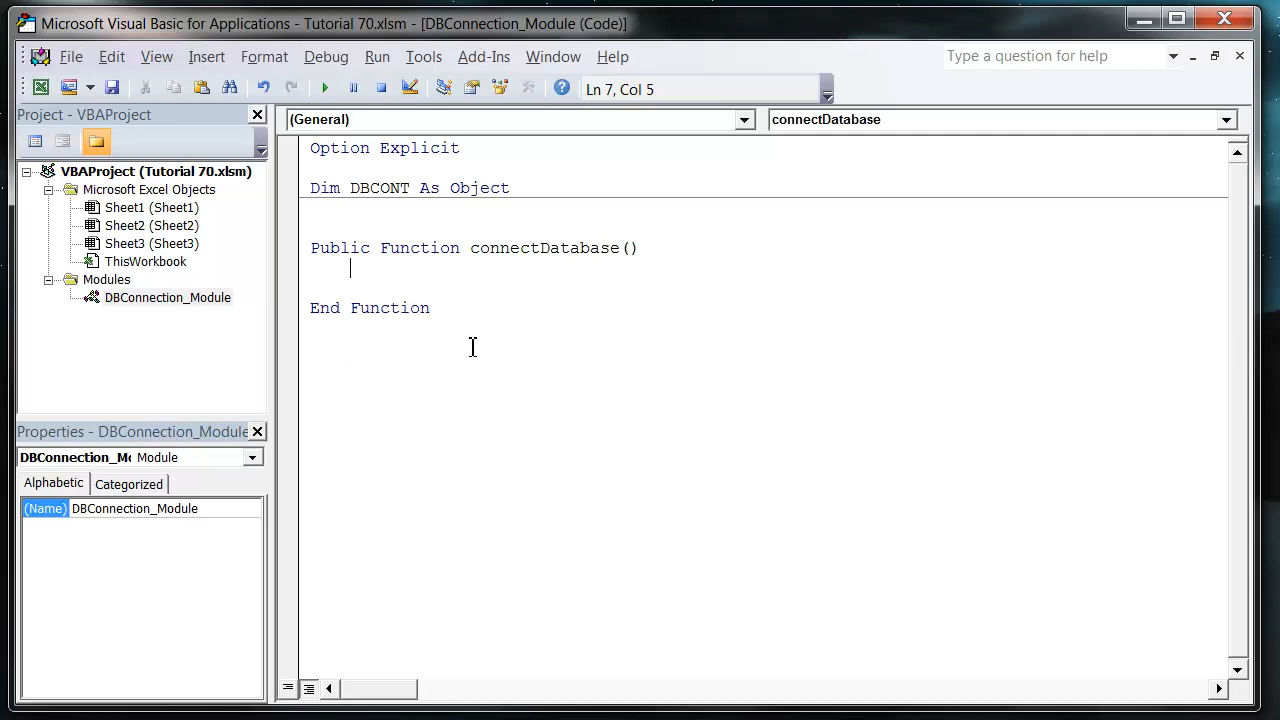 Microsoft Visual Basic for Applications - Tutorial 70.xlsm - [DBConnection_Module (Code)]
File Edit View Insert Format Debug Run Tools Add-Ins Window Help
Type a question for help
Ln 7, Col 5
Project - VBAProject
(General)
connectDatabase
VBAProject (Tutorial 70.xlsm)
Microsoft Excel Objects
Sheet1 (Sheet1)
Sheet2 (Sheet2)
Sheet3 (Sheet3)
ThisWorkbook
Modules
DBConnection_Module
Option Explicit
Dim DBCONT As Object
Public Function connectDatabase()
End Function
Properties - DBConnection_Module
DBConnection_Mo Module
Alphabetic Categorized
(Name) DBConnection_Module